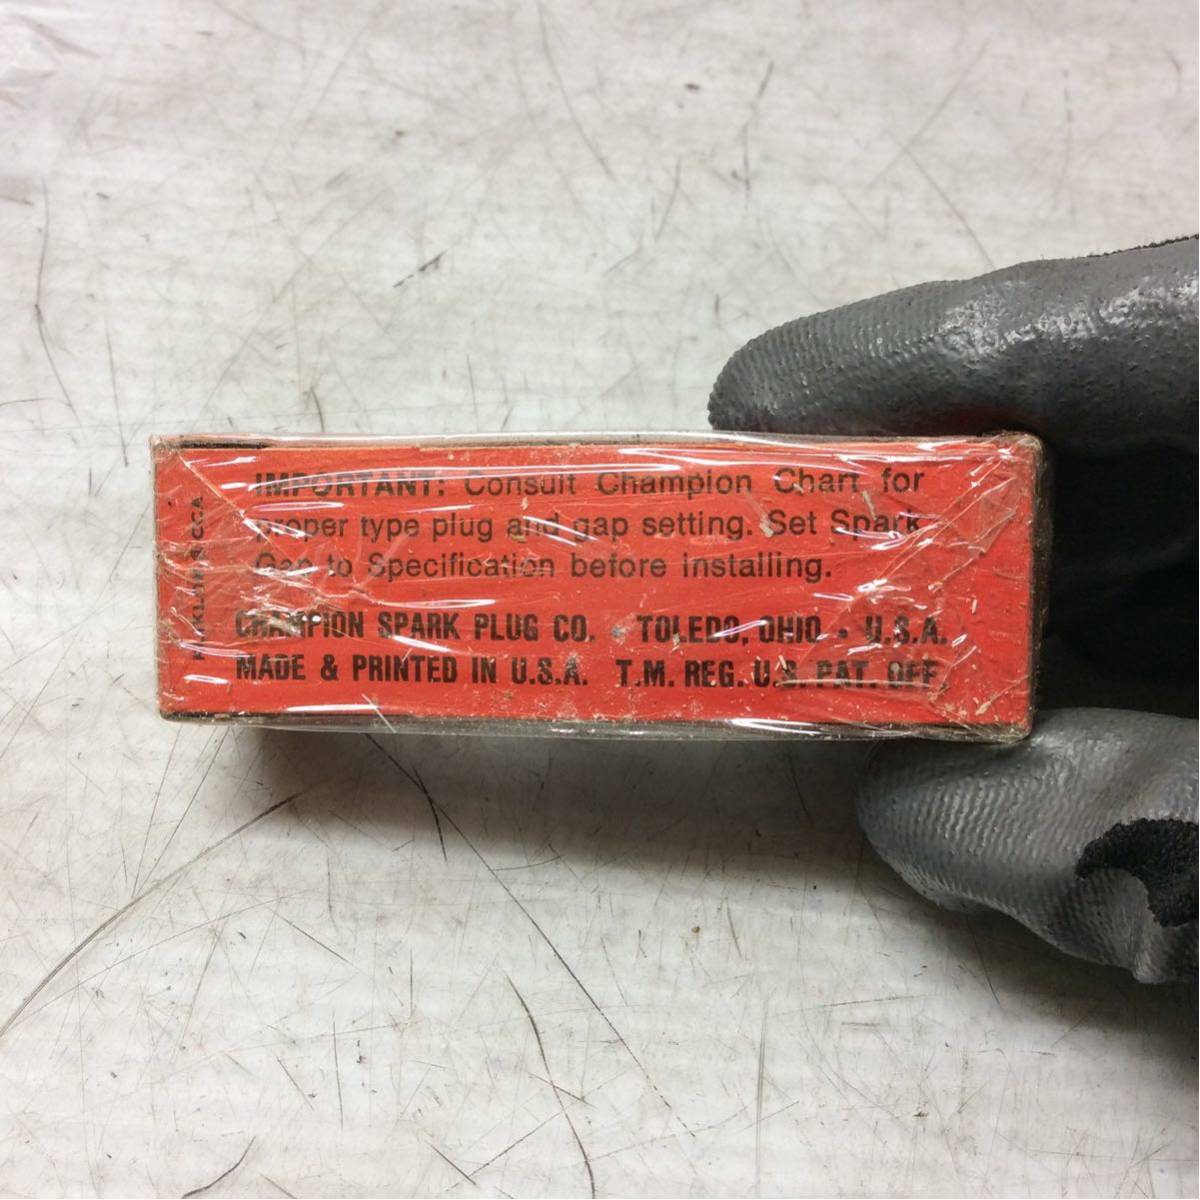 IMPORTANT: Consult Champion Chart for
proper type plug and gap setting. Set Spark
Gap to Specification before installing.
CHAMPION SPARK PLUG CO. • TOLEDO, OHIO • U.S.A.
MADE & PRINTED IN U.S.A. T.M. REG. U.S. PAT. OFF.